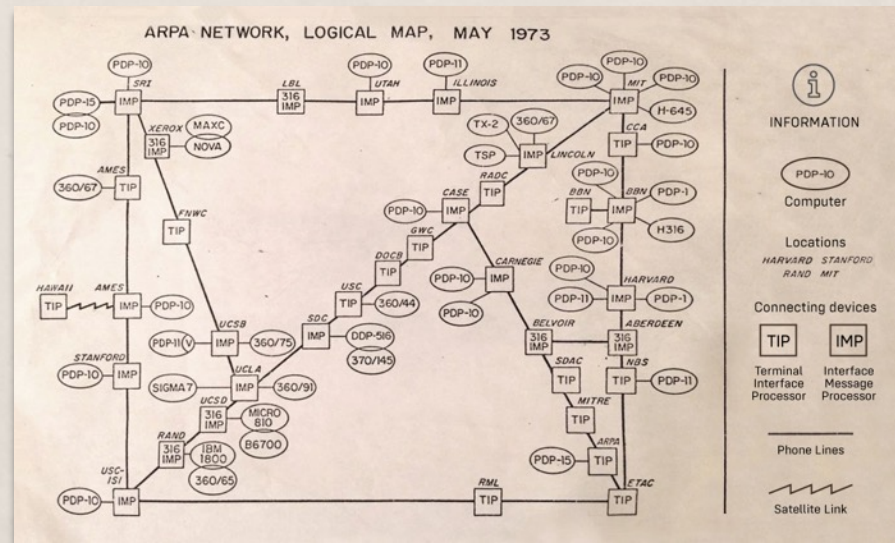 ARPA NETWORK, LOGICAL MAP, MAY 1973
PDP-10
SRI
IMP
PDP-15
PDP-10
LBL
316
IMP
PDP-10
UTAH
IMP
PDP-11
ILLINOIS
IMP
PDP-10
PDP-10
MIT
PDP-10
IMP
H-645
XEROX
316
IMP
MAXC
NOVA
TX-2
360/67
TSP
IMP
LINCOLN
CCA
TIP
PDP-10
AMES
360/67
TIP
RADC
TIP
PDP-10
BBN
TIP
BBN
IMP
PDP-1
PDP-10
H316
FNWC
TIP
CASE
PDP-10
IMP
GWC
TIP
DOCB
TIP
CARNEGIE
PDP-10
IMP
PDP-10
HARVARD
PDP-10
PDP-11
IMP
PDP-1
HAWAII
TIP
AMES
IMP
PDP-10
USC
TIP
360/44
SDC
IMP
DDP-516
370/145
UCSB
PDP-11
V
IMP
360/75
BELVOIR
316
IMP
ABERDEEN
316
IMP
STANFORD
PDP-10
IMP
UCLA
SIGMA 7
IMP
360/91
SDAC
TIP
NBS
TIP
PDP-11
UCSD
316
IMP
MICRO
810
B6700
MITRE
TIP
RAND
316
IMP
IBM
1800
360/65
ARPA
PDP-15
TIP
USC-
ISI
PDP-10
IMP
RML
TIP
ETAC
TIP
i
INFORMATION
PDP-10
Computer
Locations
HARVARD STANFORD
RAND MIT
Connecting devices
TIP
IMP
Terminal
Interface
Processor
Interface
Message
Processor
Phone Lines
Satellite Link